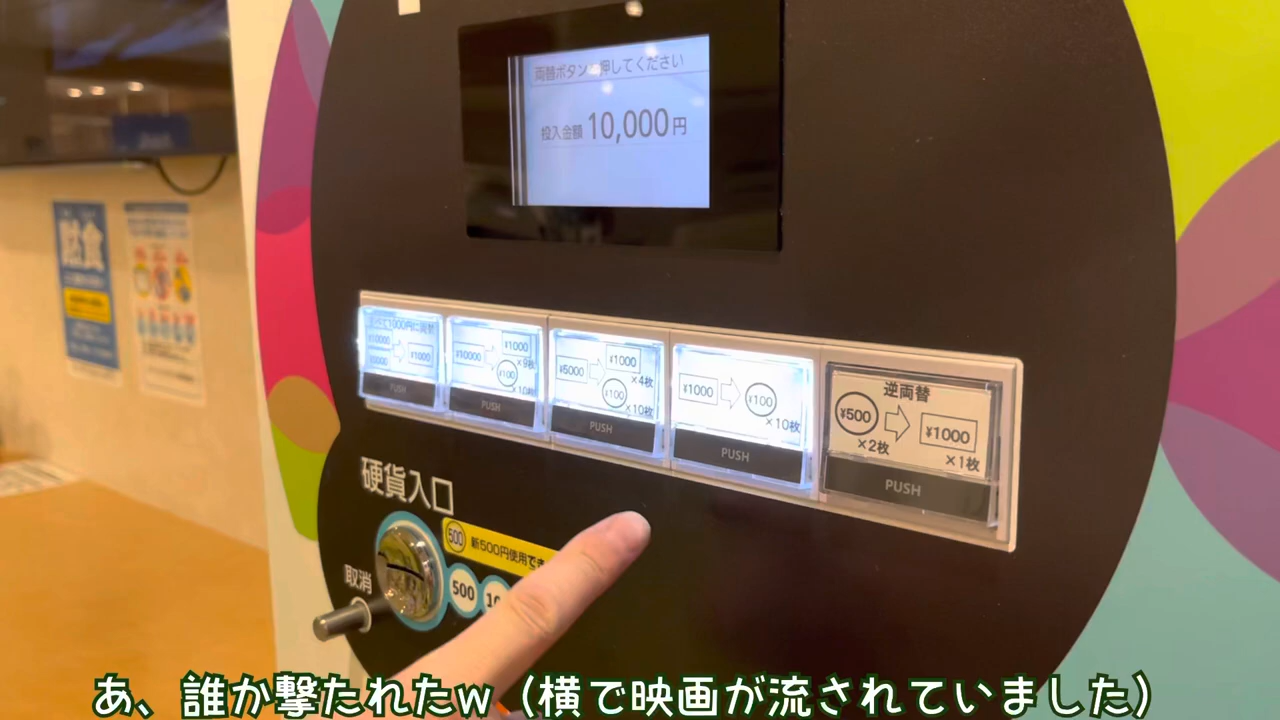 両替ボタンを押してください
投入金額 10,000円
黙食
¥1000
¥10000
¥1000
×9枚
¥100
×10枚
¥5000
¥1000
×4枚
¥100
×10枚
¥1000
¥100
×10枚
逆両替
¥500
×2枚
¥1000
×1枚
PUSH
PUSH
PUSH
PUSH
PUSH
硬貨入口
500
新500円使用でき
取消
500
10
あ、誰か撃たれたw（横で映画が流されていました）